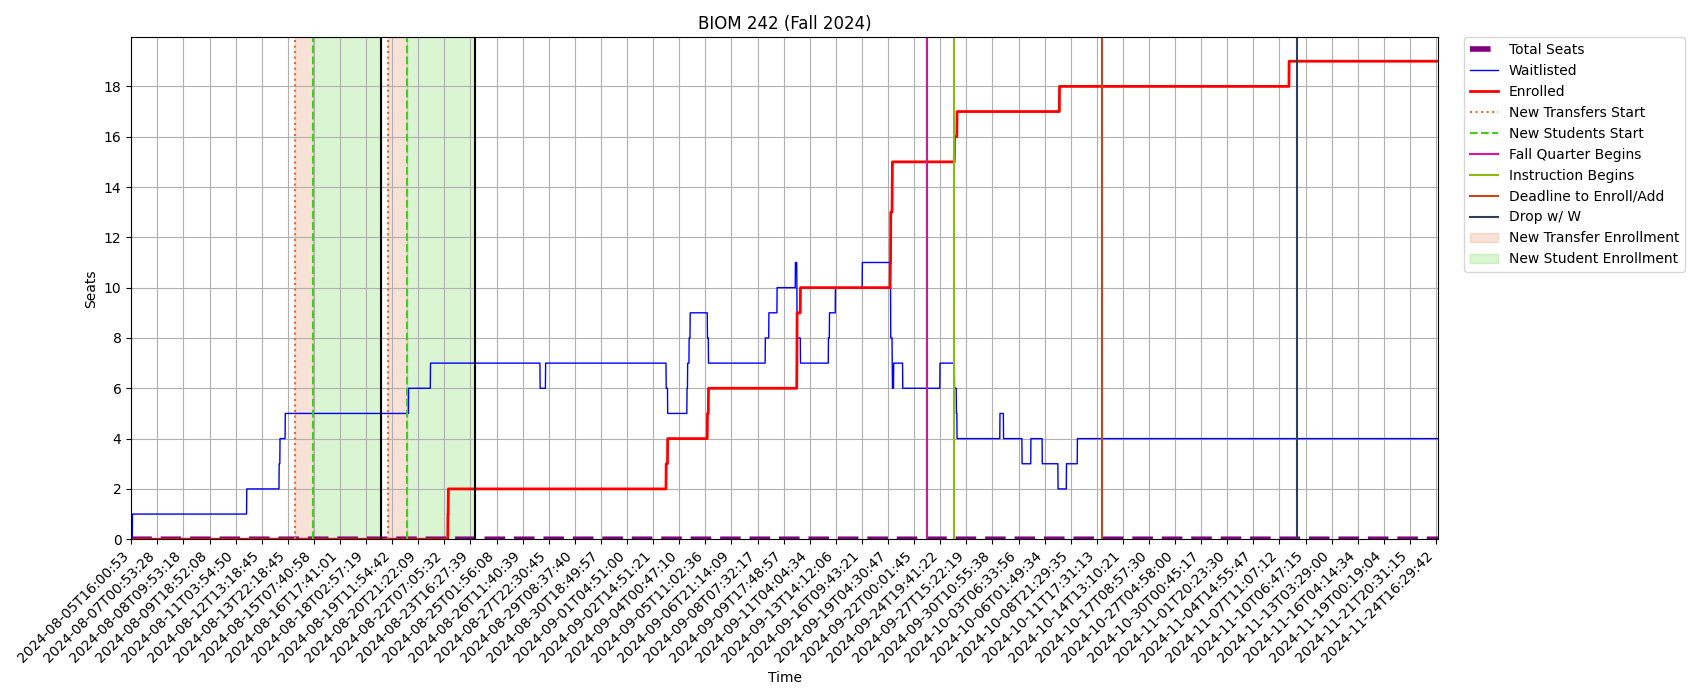 BIOM 242 (Fall 2024)
Seats
18
16
14
12
10
8
6
4
2
0
2024-08-05T16:00:53
2024-08-07T00:53:28
2024-08-08T09:53:18
2024-08-09T18:52:08
2024-08-11T03:54:50
2024-08-12T13:18:45
2024-08-13T22:18:45
2024-08-15T07:40:58
2024-08-16T17:41:01
2024-08-18T02:57:19
2024-08-19T11:54:42
2024-08-20T21:22:09
2024-08-22T07:05:32
2024-08-23T16:27:39
2024-08-25T01:56:08
2024-08-26T11:40:39
2024-08-27T22:30:45
2024-08-29T08:37:40
2024-08-30T18:49:57
2024-09-01T04:51:00
2024-09-02T14:51:21
2024-09-04T00:47:10
2024-09-05T11:02:36
2024-09-06T21:14:09
2024-09-08T07:32:17
2024-09-09T17:48:57
2024-09-11T04:04:34
2024-09-13T14:12:06
2024-09-16T09:43:21
2024-09-19T04:30:47
2024-09-22T00:01:45
2024-09-24T19:41:22
2024-09-27T15:22:19
2024-09-30T10:55:38
2024-10-03T06:33:56
2024-10-06T01:49:34
2024-10-08T21:29:35
2024-10-11T17:31:13
2024-10-14T13:10:21
2024-10-17T08:57:30
2024-10-27T04:58:00
2024-10-30T00:45:17
2024-11-01T20:23:30
2024-11-04T14:55:47
2024-11-07T11:07:12
2024-11-10T06:47:15
2024-11-13T03:29:00
2024-11-16T04:14:34
2024-11-19T00:19:04
2024-11-21T20:31:15
2024-11-24T16:29:42
Time
Total Seats
Waitlisted
Enrolled
New Transfers Start
New Students Start
Fall Quarter Begins
Instruction Begins
Deadline to Enroll/Add
Drop w/ W
New Transfer Enrollment
New Student Enrollment